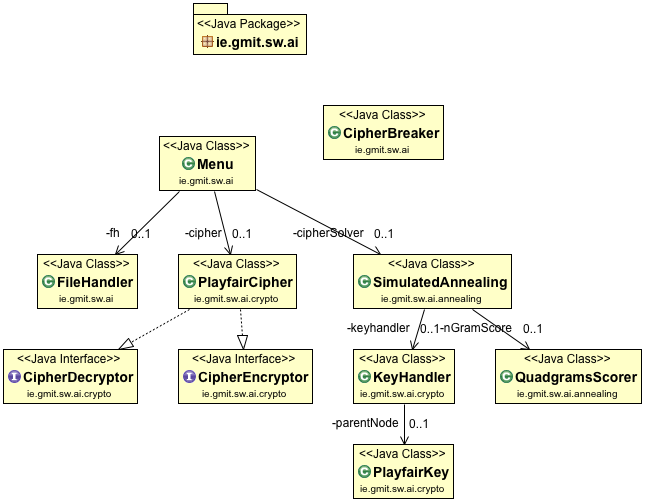 <<Java Package>>
ie.gmit.sw.ai
<<Java Class>>
CipherBreaker
ie.gmit.sw.ai
<<Java Class>>
Menu
ie.gmit.sw.ai
-fh 0..1
-cipher 0..1
-cipherSolver 0..1
<<Java Class>>
FileHandler
ie.gmit.sw.ai
<<Java Class>>
PlayfairCipher
ie.gmit.sw.ai.crypto
<<Java Class>>
SimulatedAnnealing
ie.gmit.sw.ai.annealing
-keyhandler 0..1
-nGramScore 0..1
<<Java Interface>>
CipherDecryptor
ie.gmit.sw.ai.crypto
<<Java Interface>>
CipherEncryptor
ie.gmit.sw.ai.crypto
<<Java Class>>
KeyHandler
ie.gmit.sw.ai.crypto
<<Java Class>>
QuadgramsScorer
ie.gmit.sw.ai.annealing
-parentNode 0..1
<<Java Class>>
PlayfairKey
ie.gmit.sw.ai.crypto